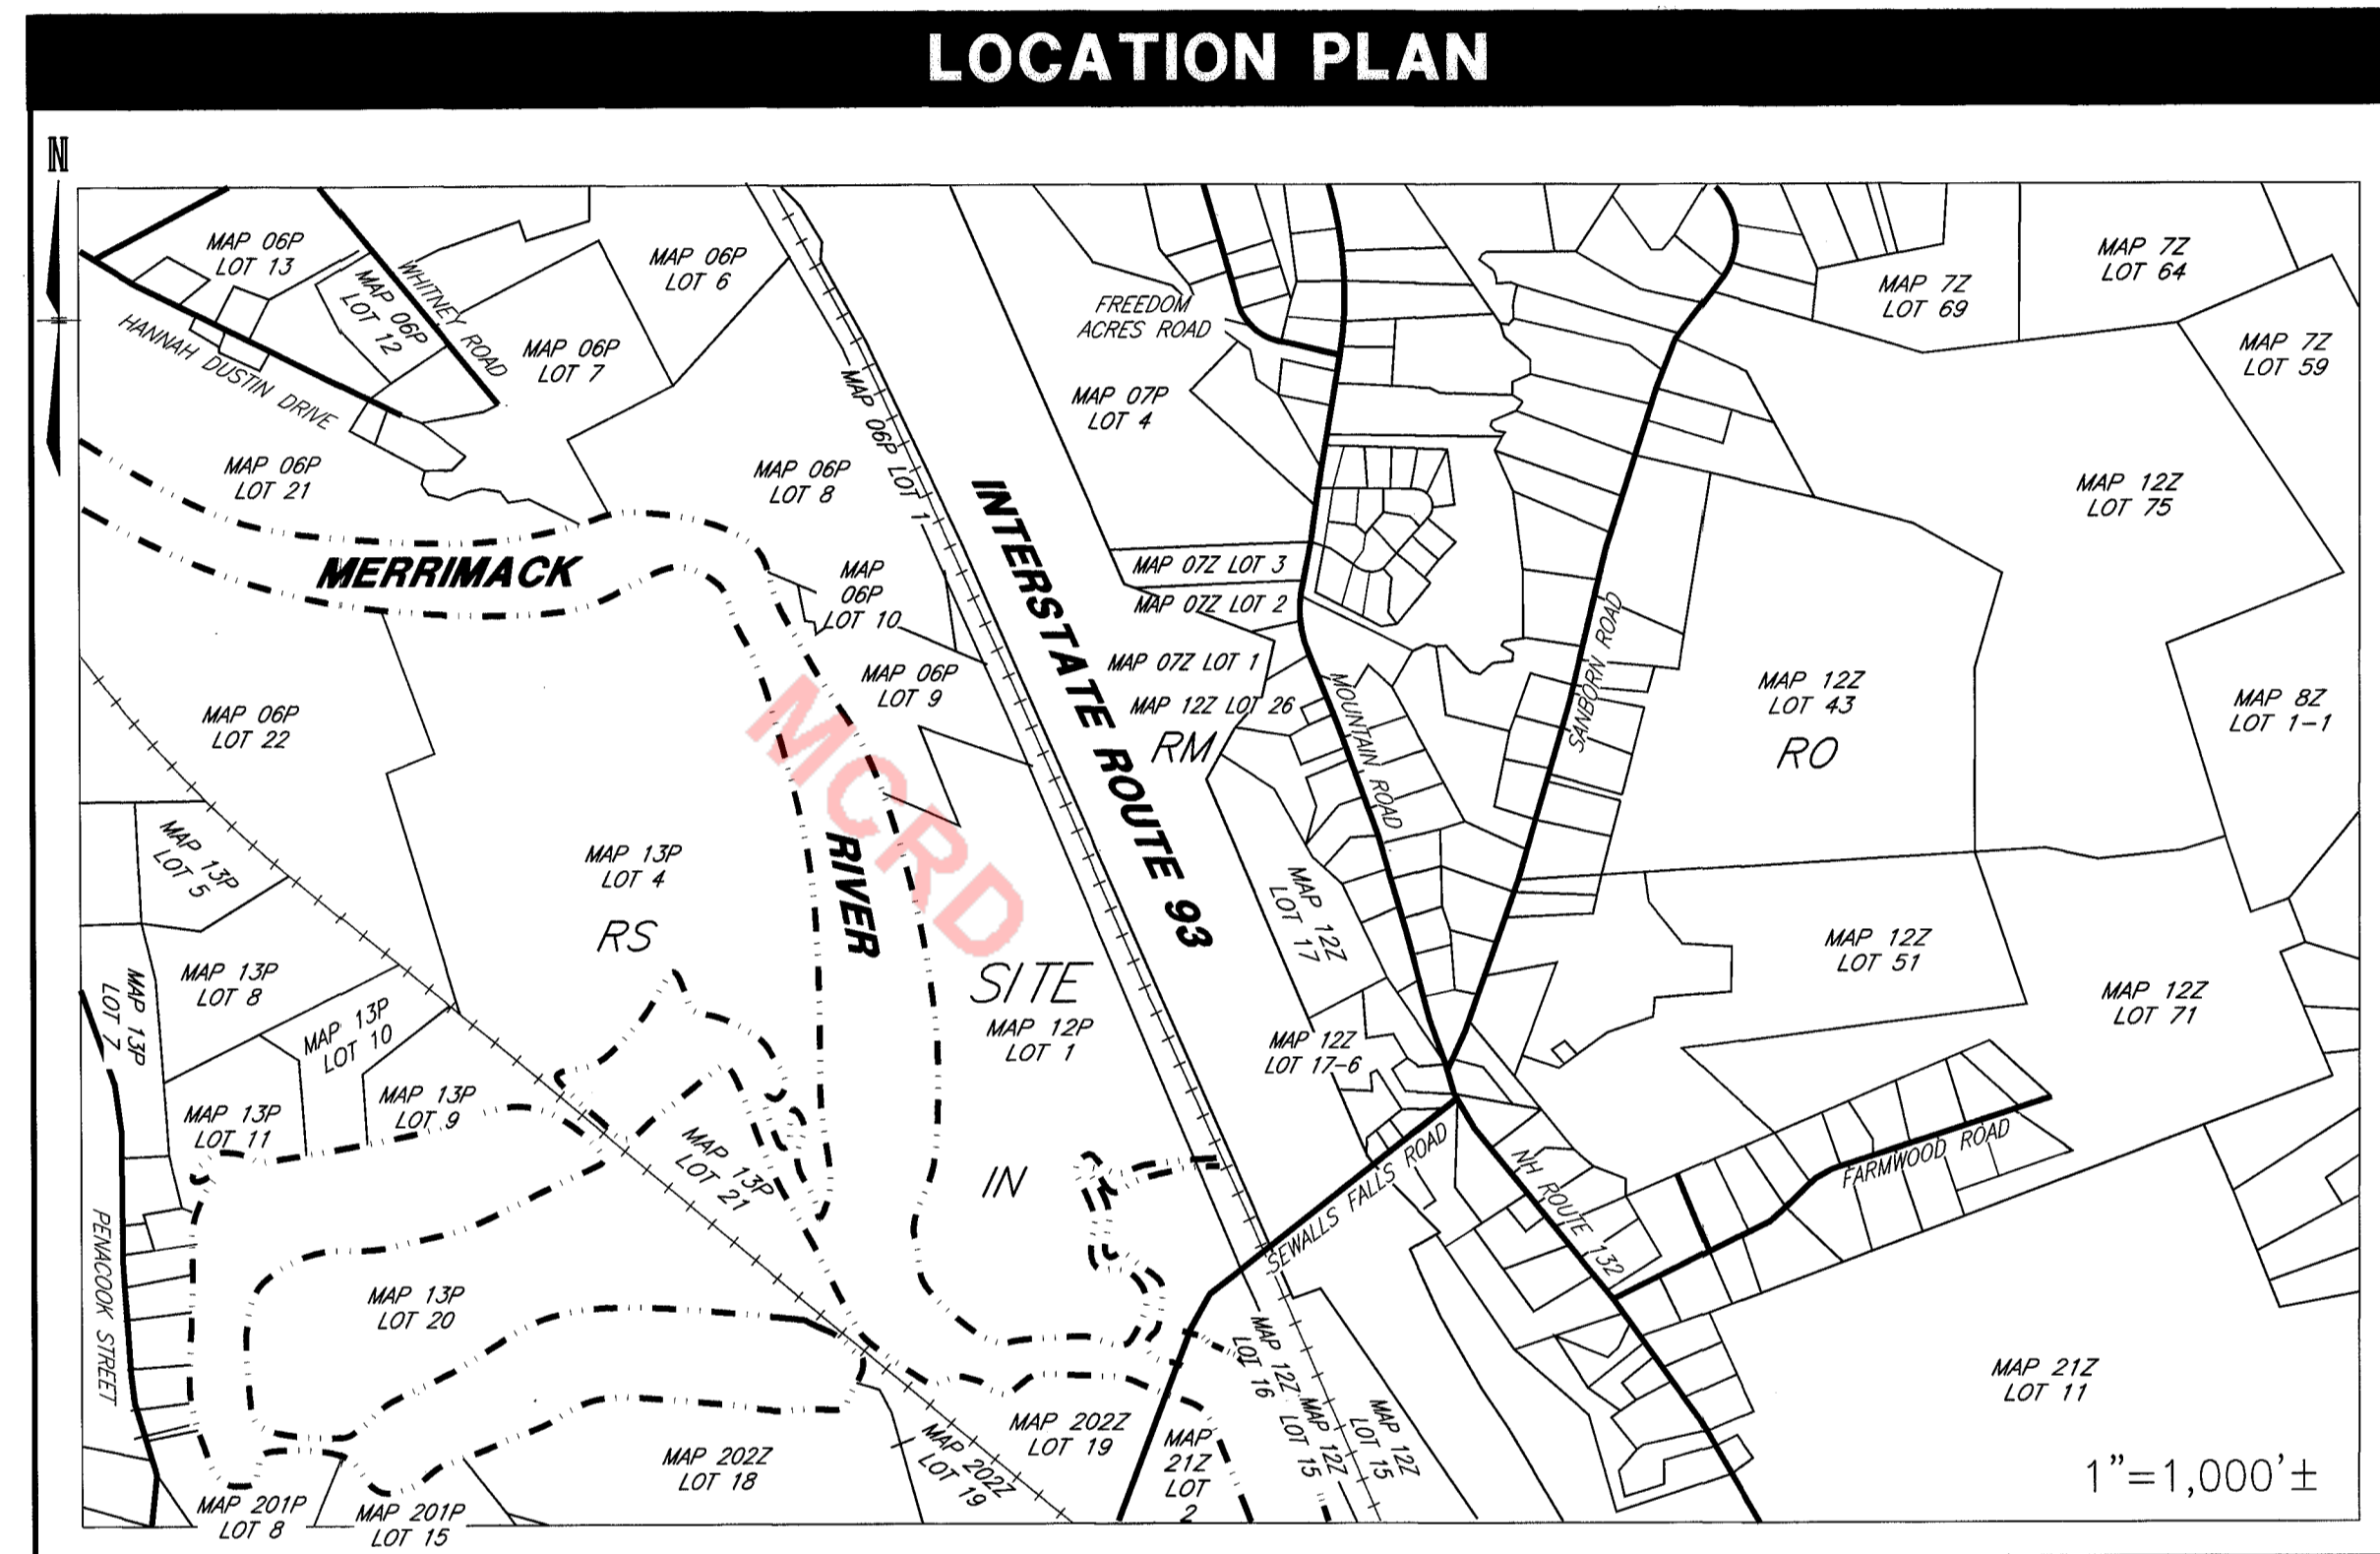 LOCATION PLAN
N
MAP 06P
LOT 13
MAP 06P
LOT 12
WHITNEY ROAD
HANNAH DUSTIN DRIVE
MAP 06P
LOT 6
MAP 06P
LOT 7
MAP 06P LOT 1
FREEDOM
ACRES ROAD
MAP 07P
LOT 4
MAP 7Z
LOT 69
MAP 7Z
LOT 64
MAP 7Z
LOT 59
MAP 06P
LOT 21
MAP 06P
LOT 8
MAP 12Z
LOT 75
MERRIMACK
RIVER
INTERSTATE ROUTE 93
MAP
06P
LOT 10
MAP 07Z LOT 3
MAP 07Z LOT 2
MAP 07Z LOT 1
MAP 12Z LOT 26
RM
MAP 06P
LOT 9
MAP 06P
LOT 22
MOUNTAIN ROAD
SANBORN ROAD
MAP 12Z
LOT 43
RO
MAP 8Z
LOT 1-1
MCRD
MAP 13P
LOT 5
MAP 13P
LOT 4
RS
MAP 12Z
LOT 17
MAP 12Z
LOT 51
MAP 13P
LOT 7
MAP 13P
LOT 8
MAP 13P
LOT 10
SITE
MAP 12P
LOT 1
MAP 12Z
LOT 17-6
MAP 12Z
LOT 71
MAP 13P
LOT 11
MAP 13P
LOT 9
MAP 13P
LOT 21
IN
SEWALLS FALLS ROAD
NH ROUTE 132
FARMWOOD ROAD
PENACOOK STREET
MAP 13P
LOT 20
MAP 12Z
LOT 16
MAP 12Z
LOT 15
MAP 12Z
LOT 15
MAP 21Z
LOT 11
MAP 202Z
LOT 18
MAP 202Z
LOT 19
MAP 202Z
LOT 19
MAP
21Z
LOT
2
MAP 201P
LOT 8
MAP 201P
LOT 15
1"=1,000'±